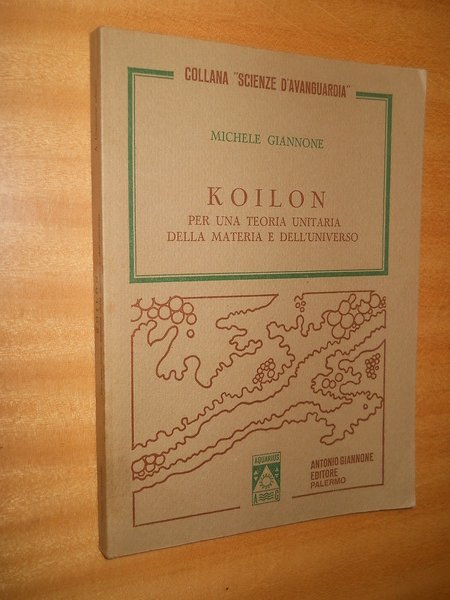 COLLANA "SCIENZE D'AVANGUARDIA"
MICHELE GIANNONE
KOILON
PER UNA TEORIA UNITARIA
DELLA MATERIA E DELL'UNIVERSO
AQUARIUS
A G
ANTONIO GIANNONE
EDITORE
PALERMO